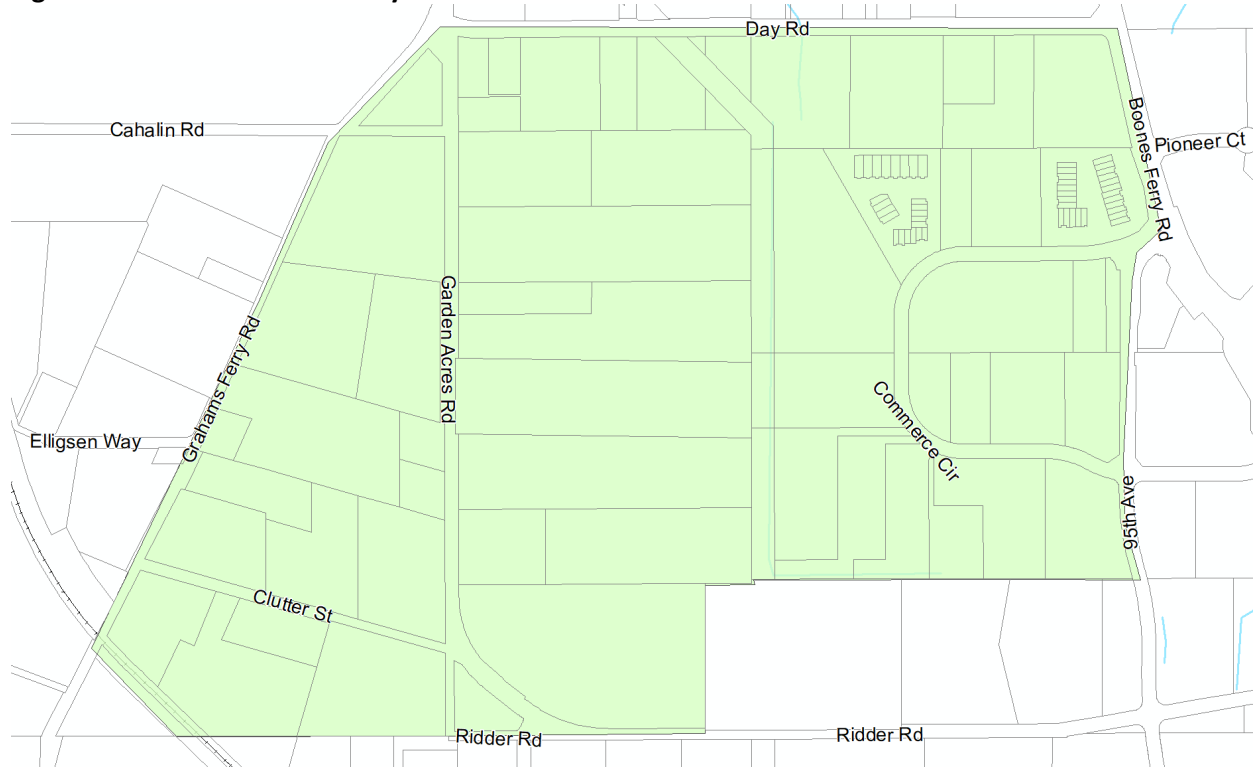 Day Rd
Cahalin Rd
Boones Ferry Rd
Pioneer Ct
Garden Acres Rd
Grahams Ferry Rd
Elligsen Way
Commerce Cir
95th Ave
Clutter St
Ridder Rd
Ridder Rd